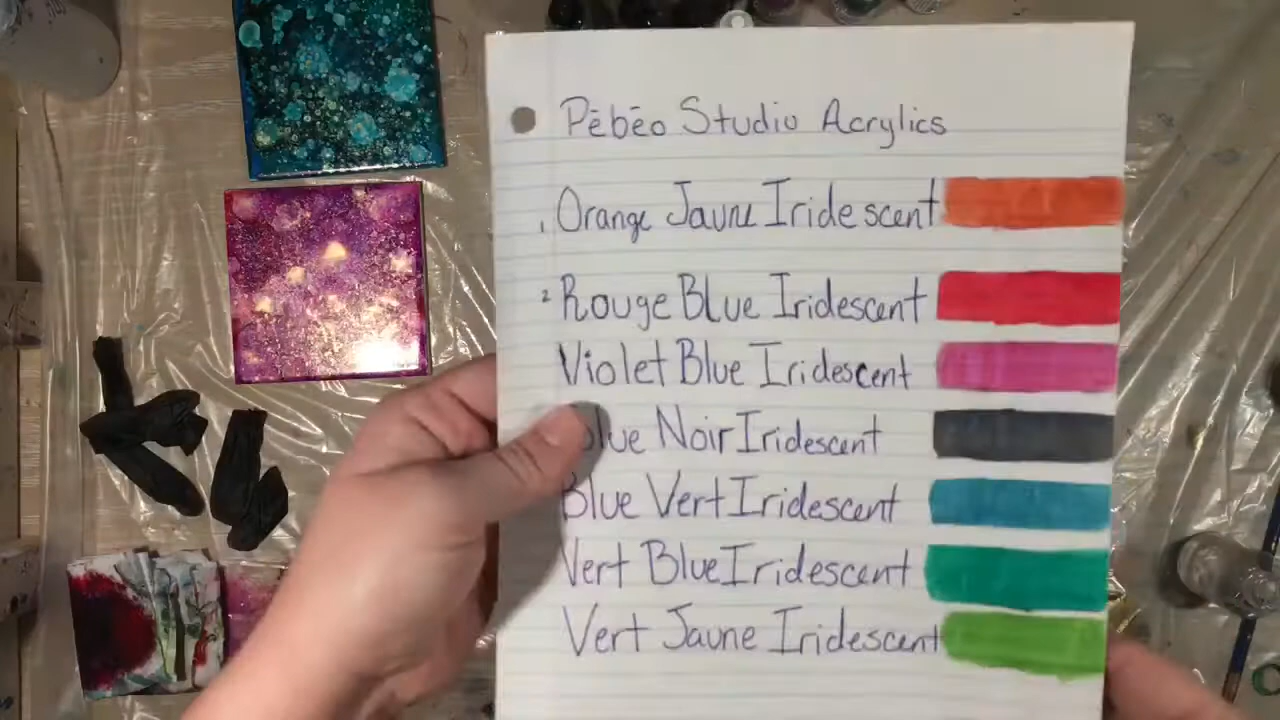 Pēbēo Studio Acrylics
1, Orange Jaune Iridescent
2 Rouge Blue Iridescent
Violet Blue Iridescent
Blue Noir Iridescent
Blue Vert Iridescent
Vert Blue Iridescent
Vert Jaune Iridescent